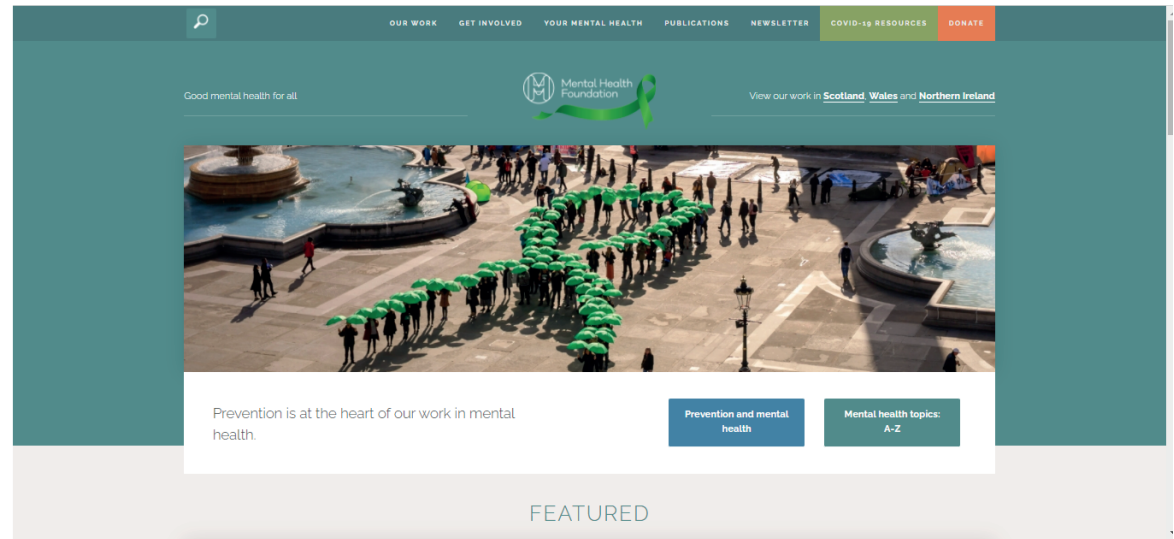 OUR WORK GET INVOLVED YOUR MENTAL HEALTH PUBLICATIONS NEWSLETTER COVID-19 RESOURCES DONATE
Good mental health for all
Mental Health
Foundation
View our work in Scotland, Wales and Northern Ireland
Prevention is at the heart of our work in mental
health.
Prevention and mental
health
Mental health topics:
A-Z
FEATURED